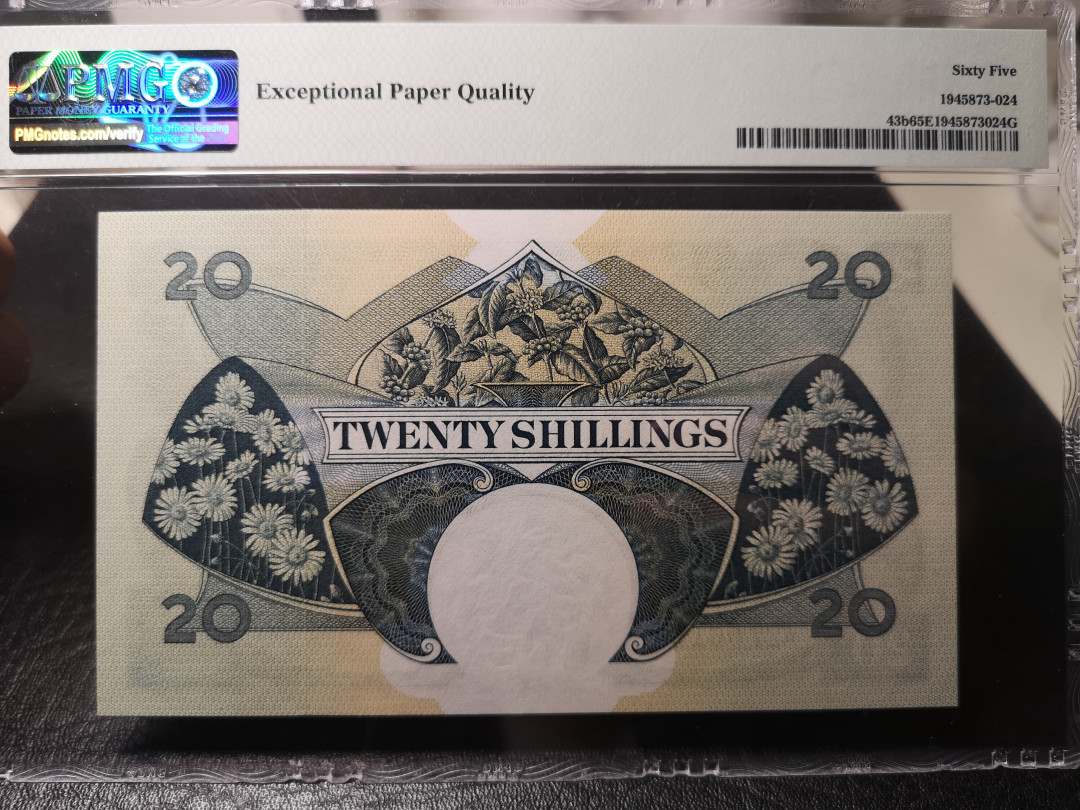 PMG
PAPER MONEY GUARANTY
PMGnotes.com/verify
The Official Grading
Service of the
Exceptional Paper Quality
Sixty Five
1945873-024
43b65E1945873024G
20
20
TWENTY SHILLINGS
20
20